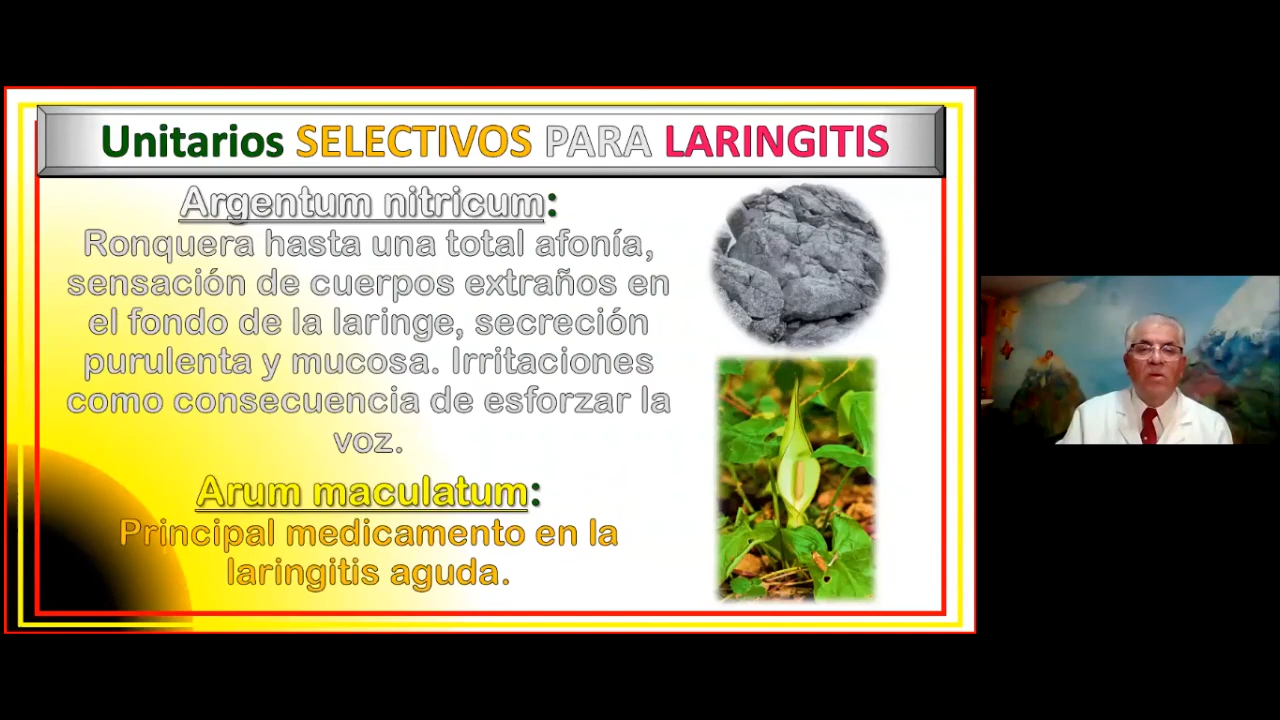 Unitarios SELECTIVOS PARA LARINGITIS
Argentum nitricum:
Ronquera hasta una total afonía,
sensación de cuerpos extraños en
el fondo de la laringe, secreción
purulenta y mucosa. Irritaciones
como consecuencia de esforzar la
voz.
Arum maculatum:
Principal medicamento en la
laringitis aguda.